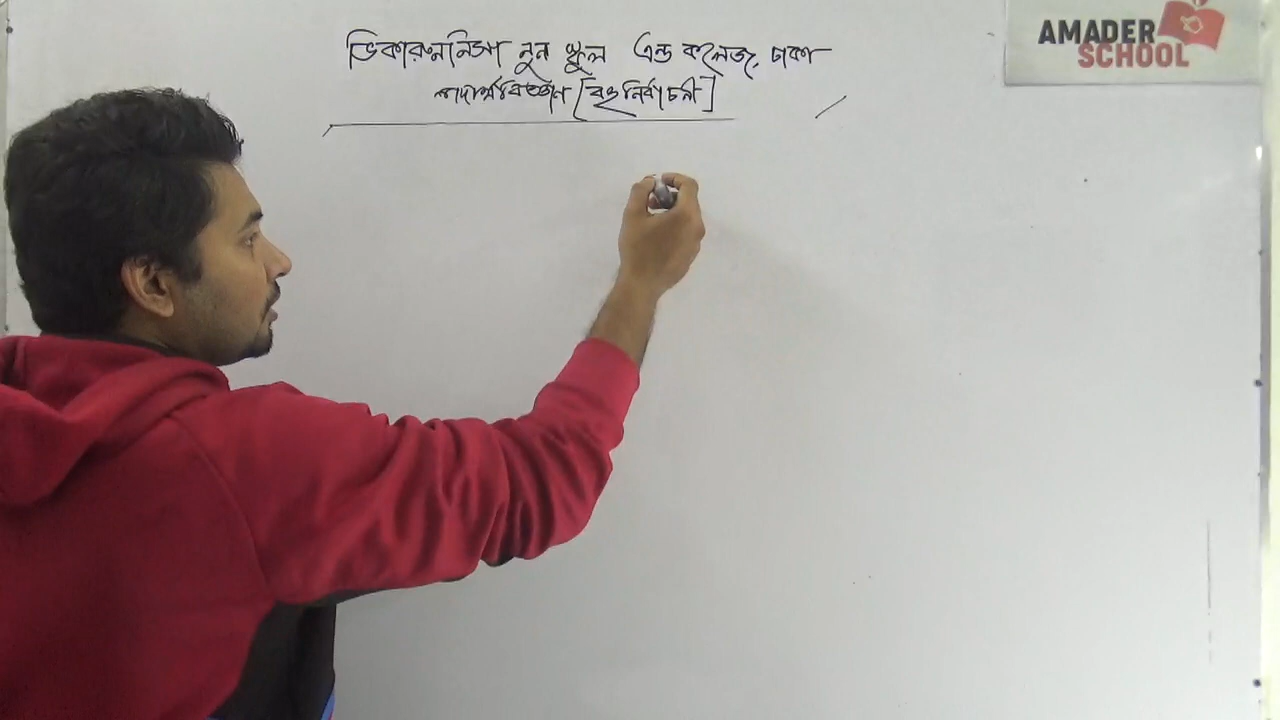 ভিকারুননিসা নুন স্কুল এন্ড কলেজ, ঢাকা
পদার্থবিজ্ঞান [বহুনির্বাচনী]
AMADER
SCHOOL